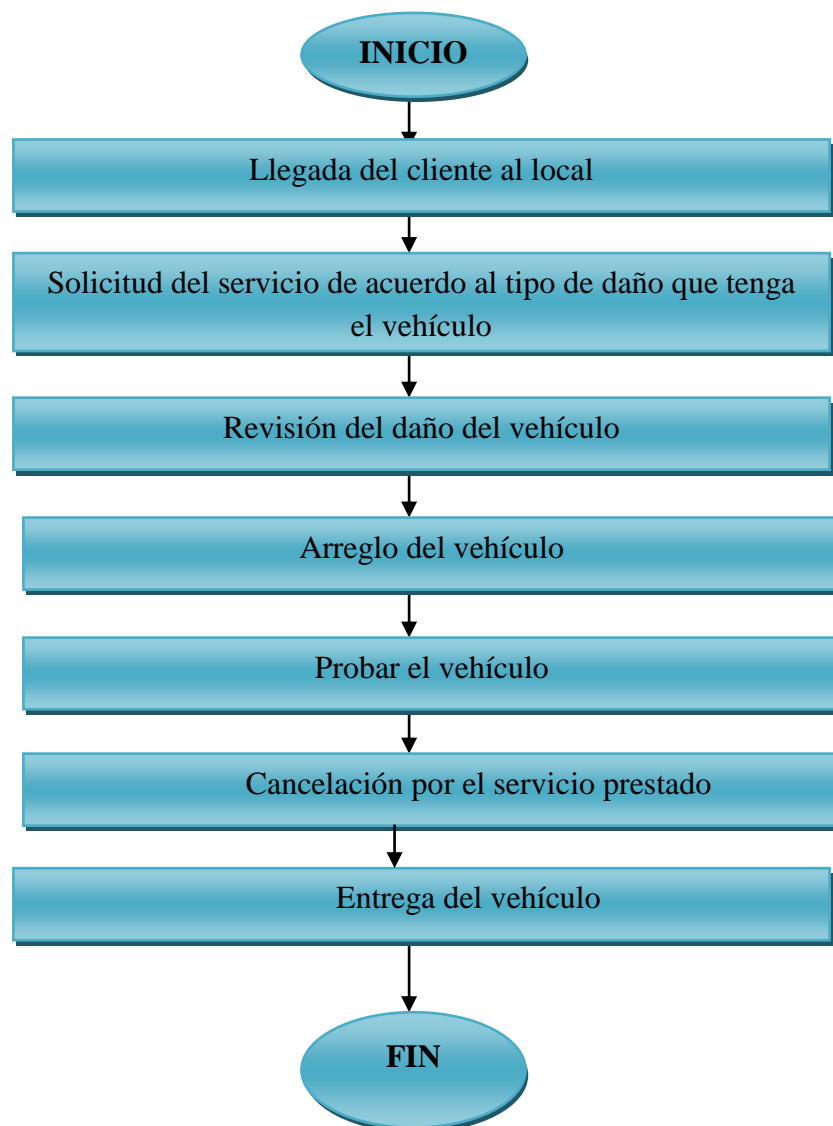 INICIO
Llegada del cliente al local
Solicitud del servicio de acuerdo al tipo de daño que tenga
el vehículo
Revisión del daño del vehículo
Arreglo del vehículo
Probar el vehículo
Cancelación por el servicio prestado
Entrega del vehículo
FIN